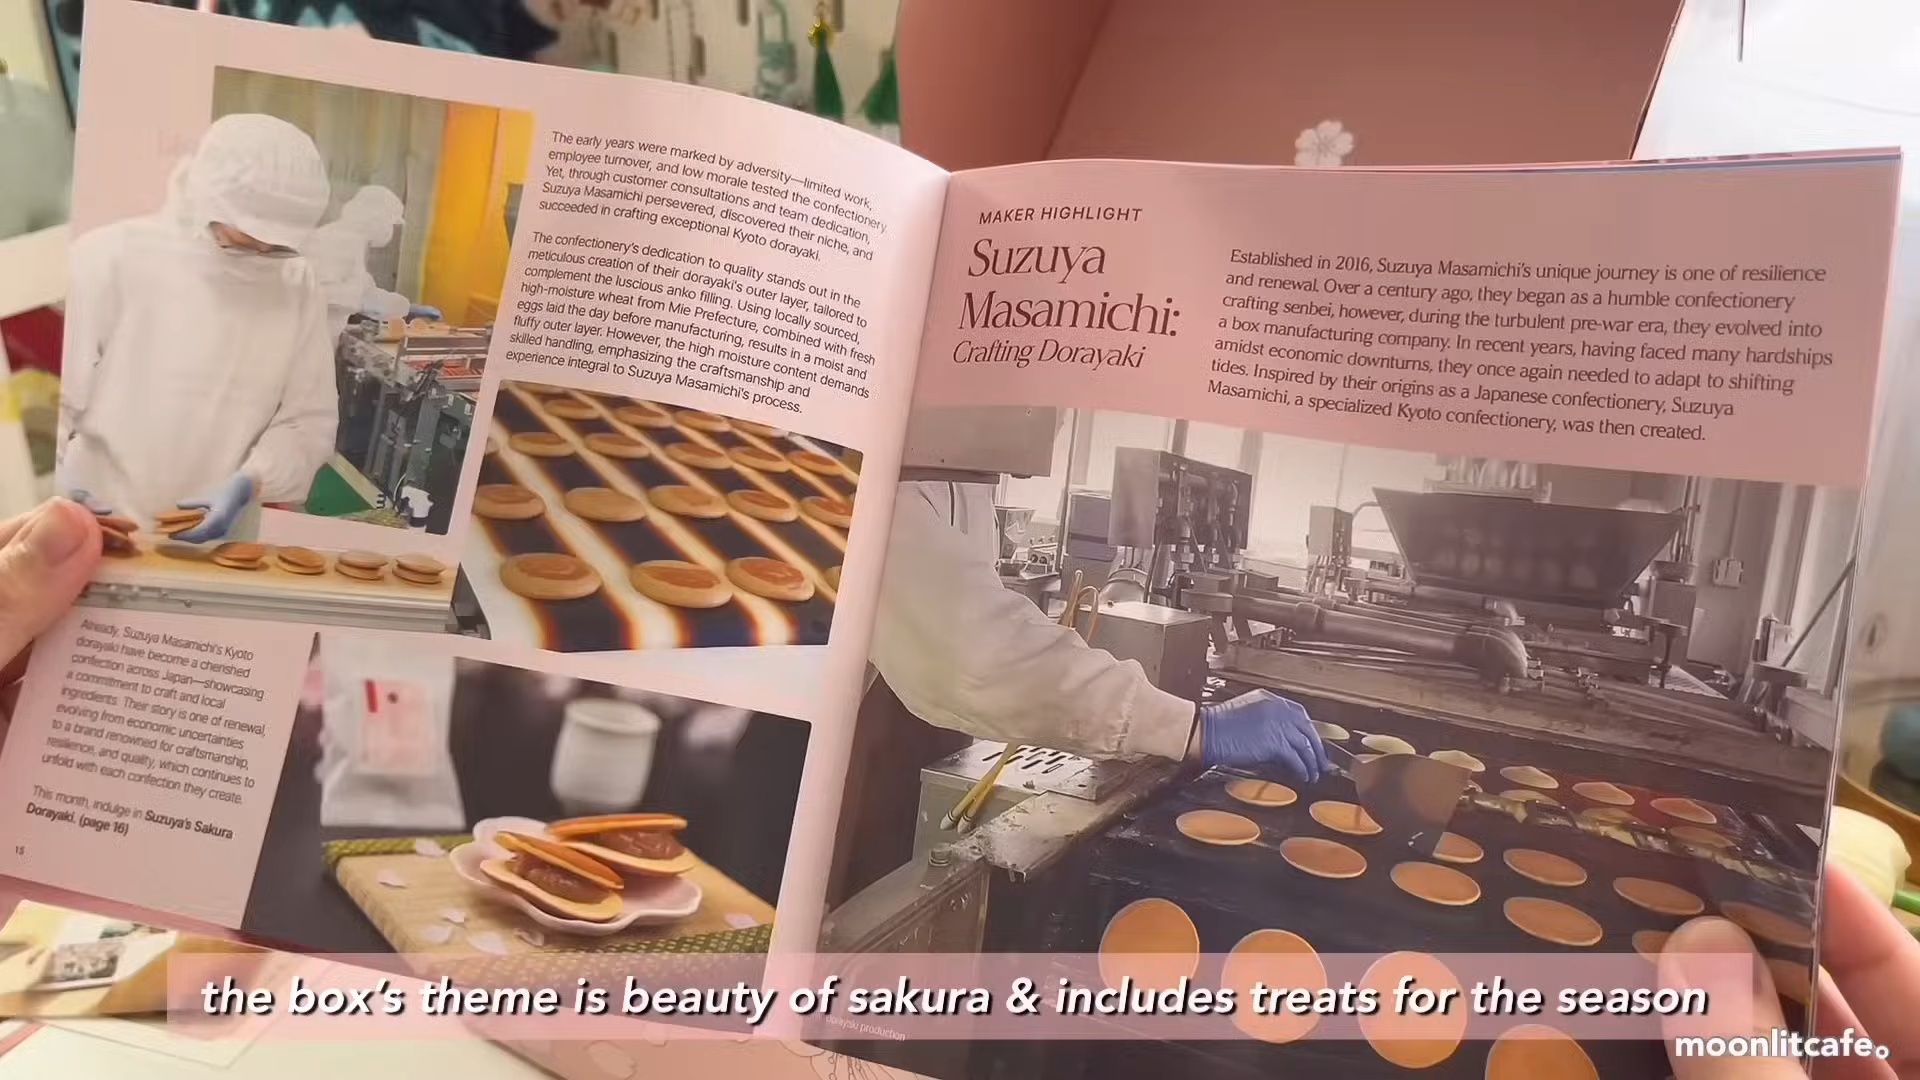 The early years were marked by adversity—limited work,
employee turnover, and low morale tested the confectionery.
Yet, through customer consultations and team dedication,
Suzuya Masamichi persevered, discovered their niche, and
succeeded in crafting exceptional Kyoto dorayaki.
The confectionery's dedication to quality stands out in the
meticulous creation of their dorayaki's outer layer, tailored to
complement the luscious anko filling. Using locally sourced,
high-moisture wheat from Mie Prefecture, combined with fresh
eggs laid the day before manufacturing, results in a moist and
fluffy outer layer. However, the high moisture content demands
skilled handling, emphasizing the craftsmanship and
experience integral to Suzuya Masamichi's process.
Already, Suzuya Masamichi's Kyoto
dorayaki have become a cherished
confection across Japan—showcasing
a commitment to craft and local
ingredients. Their story is one of renewal,
evolving from economic uncertainties
to a brand renowned for craftsmanship,
resilience, and quality, which continues to
unfold with each confection they create.
This month, indulge in Suzuya's Sakura
Dorayaki. (page 16)
15
MAKER HIGHLIGHT
Suzuya
Masamichi:
Crafting Dorayaki
Established in 2016, Suzuya Masamichi's unique journey is one of resilience
and renewal. Over a century ago, they began as a humble confectionery
crafting senbei, however, during the turbulent pre-war era, they evolved into
a box manufacturing company. In recent years, having faced many hardships
amidst economic downturns, they once again needed to adapt to shifting
tides. Inspired by their origins as a Japanese confectionery, Suzuya
Masamichi, a specialized Kyoto confectionery, was then created.
dorayaki production
the box's theme is beauty of sakura & includes treats for the season
moonlitcafe.